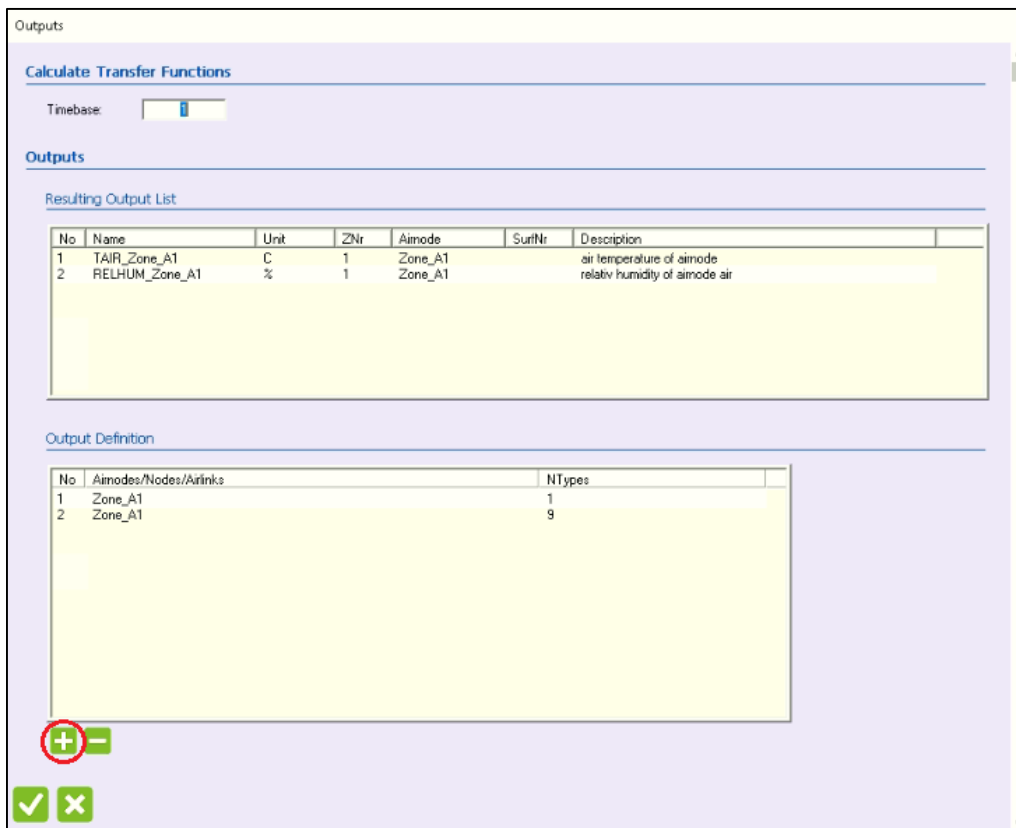 Outputs
Calculate Transfer Functions
Timebase: 1
Outputs
Resulting Output List
No Name Unit ZNr Airnode SurfNr Description
1 TAIR_Zone_A1 C 1 Zone_A1 air temperature of airnode
2 RELHUM_Zone_A1 % 1 Zone_A1 relativ humidity of airnode air
Output Definition
No Airnodes/Nodes/Airlinks NTypes
1 Zone_A1 1
2 Zone_A1 9